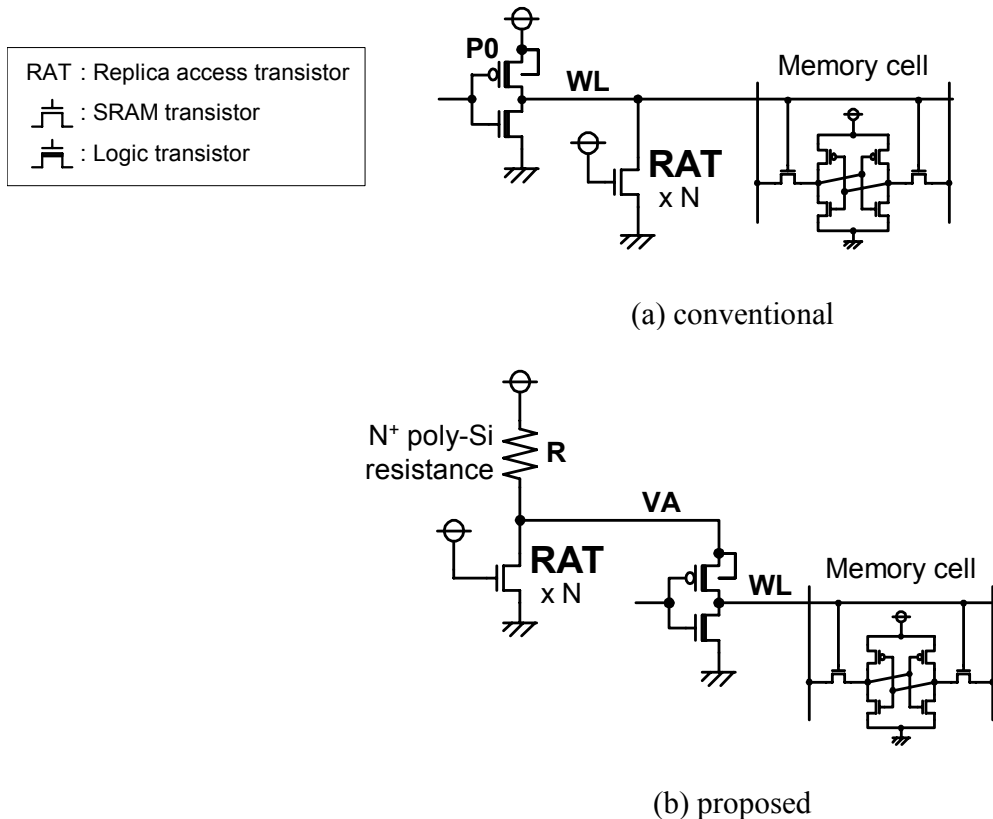 RAT : Replica access transistor
: SRAM transistor
: Logic transistor
P0
WL
RAT
x N
Memory cell
(a) conventional
N+ poly-Si
resistance
R
VA
RAT
x N
WL
Memory cell
(b) proposed